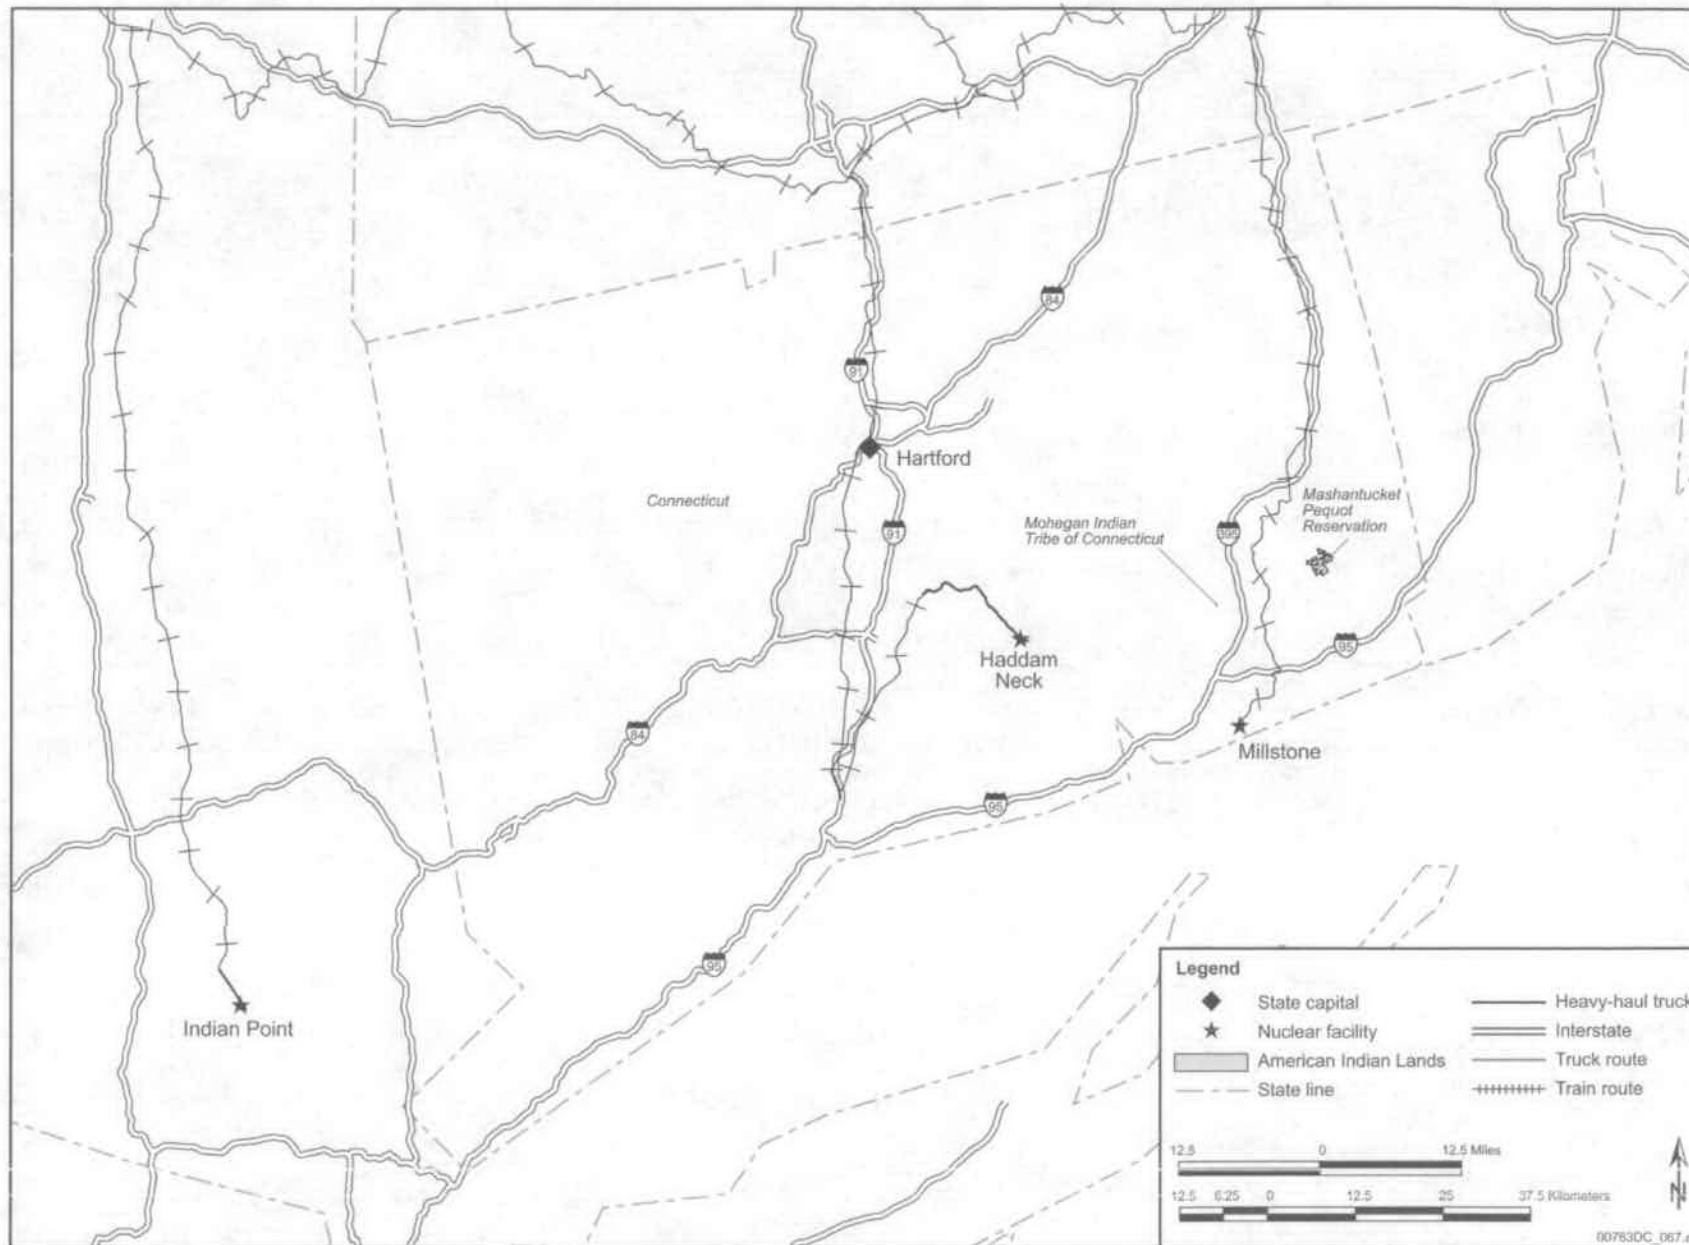 84
91
Hartford
Connecticut
Mohegan Indian
Tribe of Connecticut
Mashantucket
Pequot
Reservation
91
395
Haddam
Neck
95
84
Millstone
95
95
Indian Point
Legend
State capital
Nuclear facility
American Indian Lands
State line
Heavy-haul truck
Interstate
Truck route
Train route
12.5 0 12.5 Miles
12.5 6.25 0 12.5 25 37.5 Kilometers
N